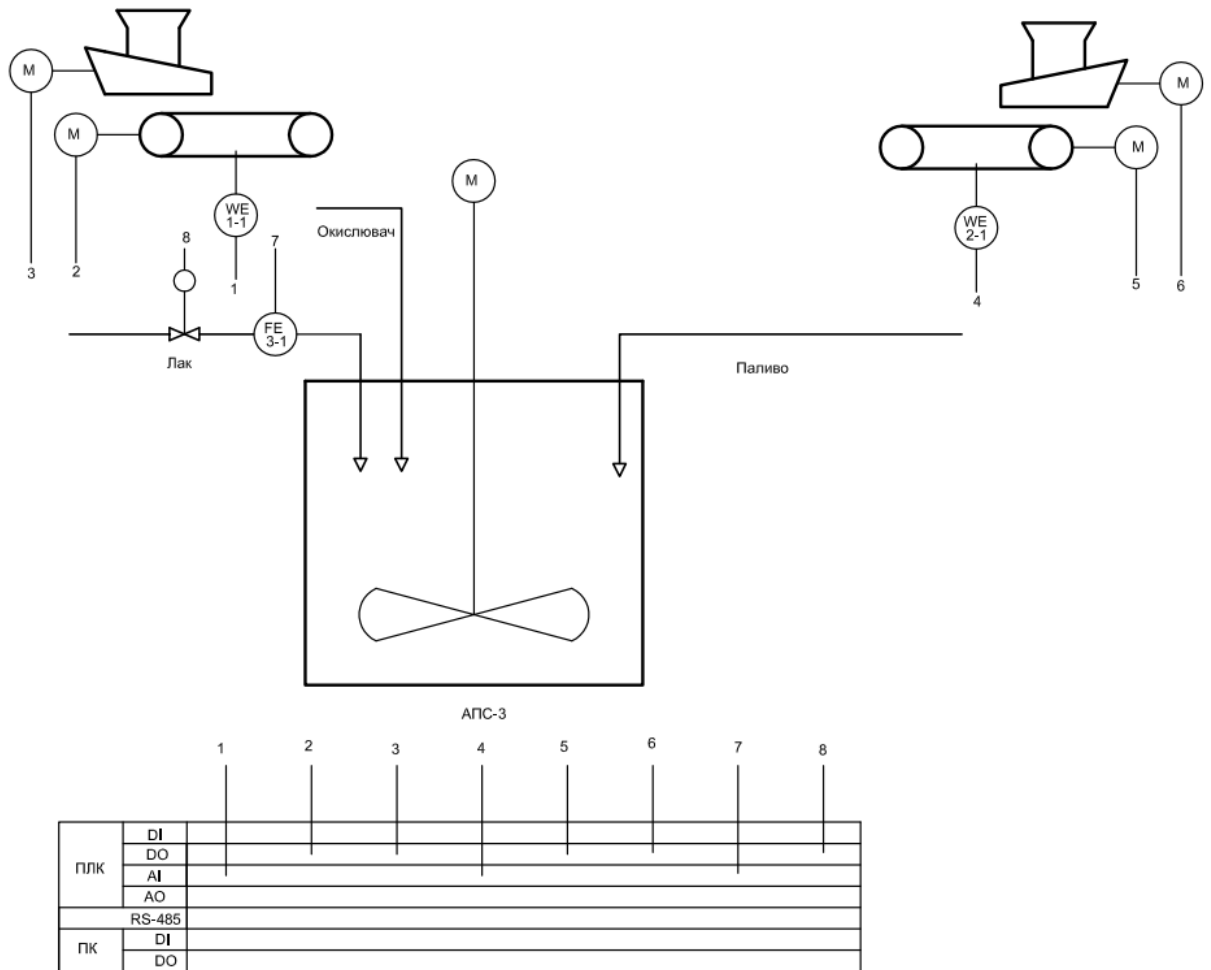 M
M
M
M
M
WE
1-1
WE
2-1
Окислювач
8
7
3
2
1
4
5
6
FE
3-1
Лак
Паливо
АПС-3
1 2 3 4 5 6 7 8
ПЛК
DI
DO
AI
AO
RS-485
ПК
DI
DO